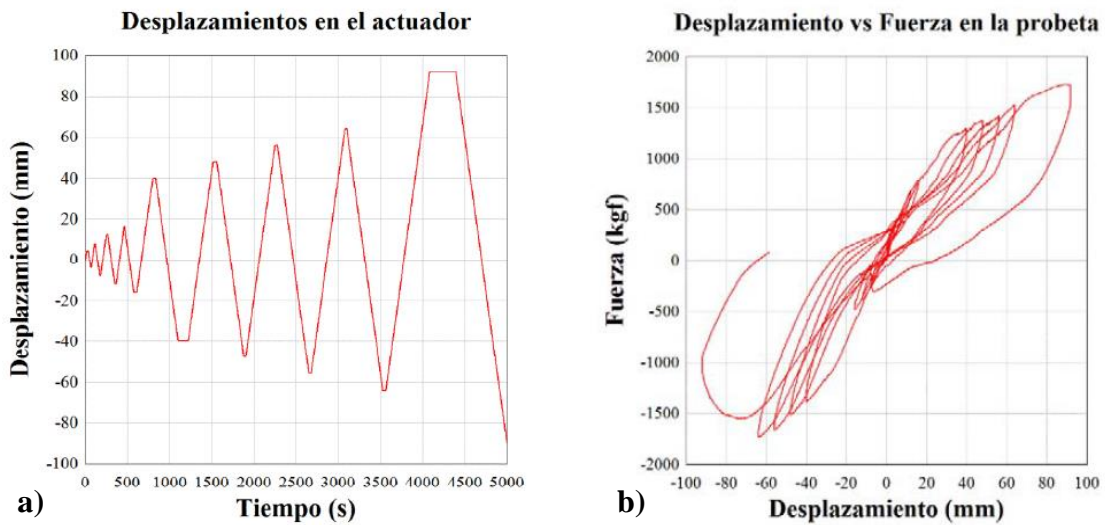 Desplazamientos en el actuador
100
80
60
40
20
0
-20
-40
-60
-80
-100
Desplazamiento (mm)
0 500 1000 1500 2000 2500 3000 3500 4000 4500 5000
Tiempo (s)
a)
Desplazamiento vs Fuerza en la probeta
2000
1500
1000
500
0
-500
-1000
-1500
-2000
Fuerza (kgf)
-100 -80 -60 -40 -20 0 20 40 60 80 100
Desplazamiento (mm)
b)